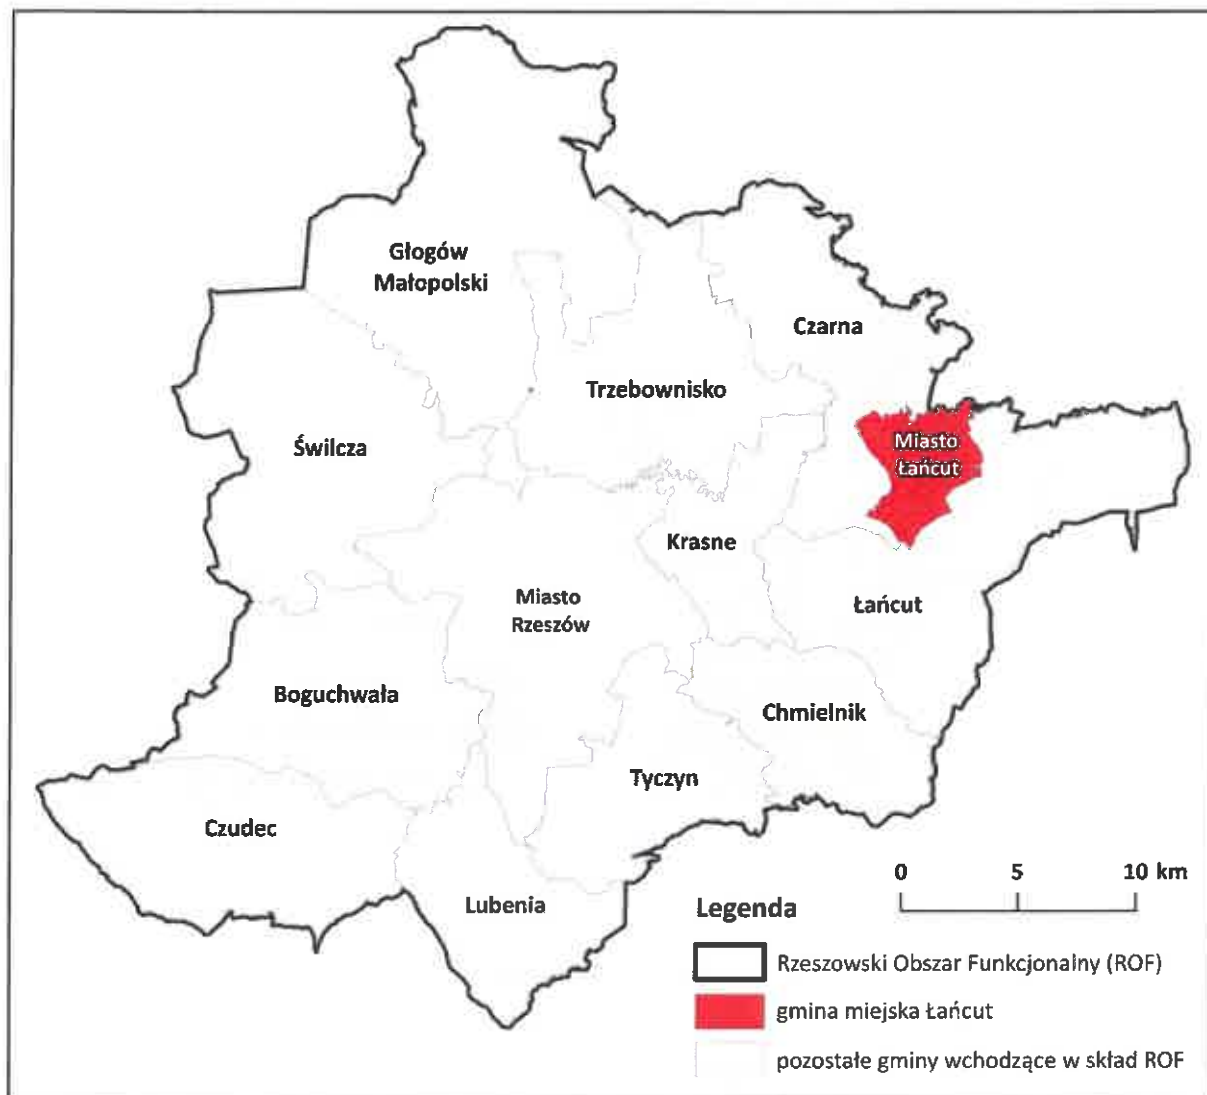 Głogów
Małopolski
Czarna
Trzebownisko
Świlcza
Miasto
Łańcut
Krasne
Miasto
Rzeszów
Łańcut
Boguchwała
Chmielnik
Tyczyn
Czudec
Lubenia
0 5 10 km
Legenda
Rzeszowski Obszar Funkcjonalny (ROF)
gmina miejska Łańcut
pozostałe gminy wchodzące w skład ROF